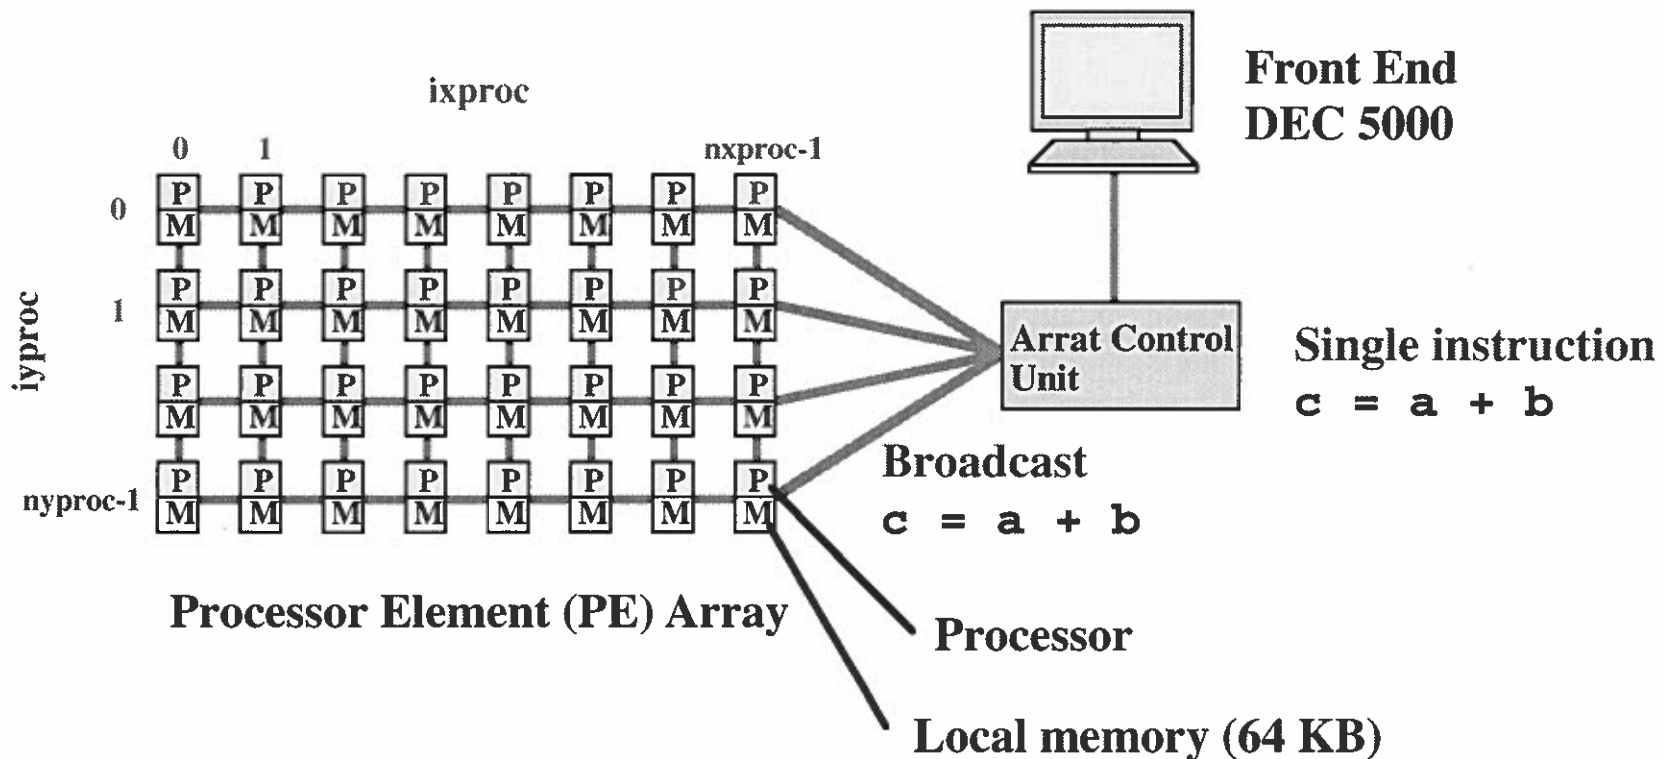 Front End
DEC 5000
ixproc
0 1 nxproc-1
P P P P P P P P
0
M M M M M M M M
P P P P P P P P
1
M M M M M M M M
iyproc
P P P P P P P P
M M M M M M M M
P P P P P P P P
nyproc-1
M M M M M M M M
Arrat Control
Unit
Single instruction
c = a + b
Broadcast
c = a + b
Processor Element (PE) Array
Processor
Local memory (64 KB)